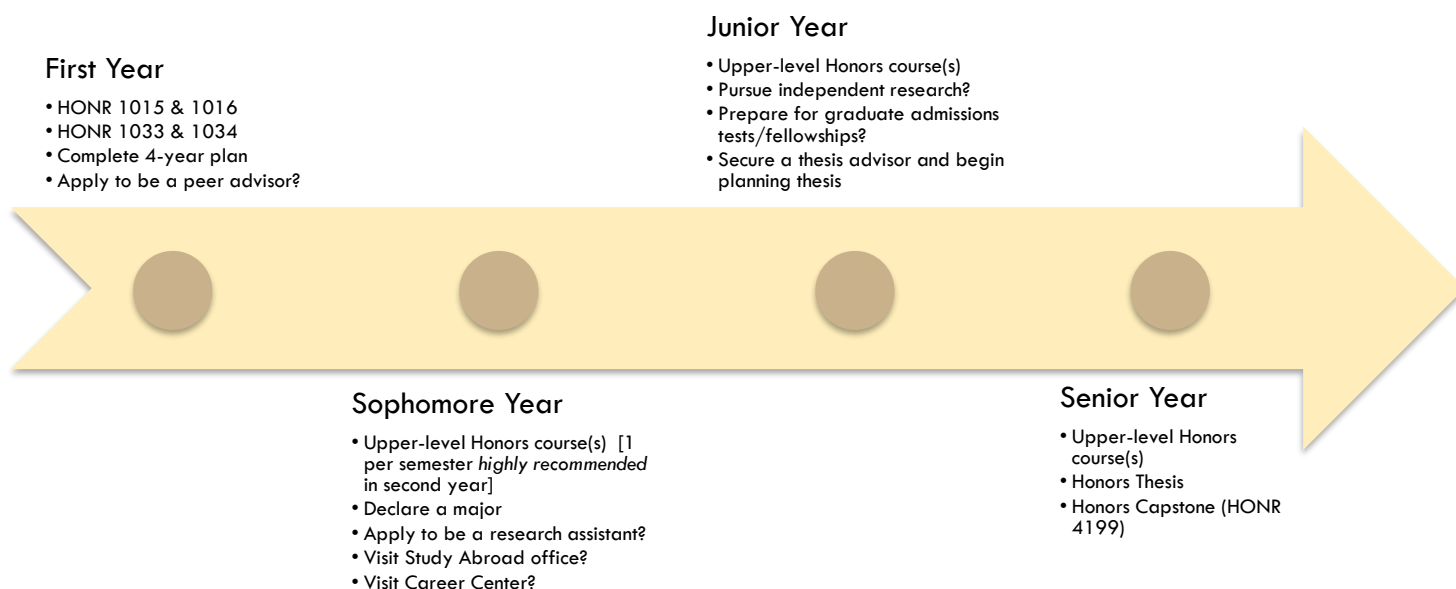 First Year
• HONR 1015 & 1016
• HONR 1033 & 1034
• Complete 4-year plan
• Apply to be a peer advisor?
Sophomore Year
• Upper-level Honors course(s)  [1
per semester highly recommended
in second year]
• Declare a major
• Apply to be a research assistant?
• Visit Study Abroad office?
• Visit Career Center?
Junior Year
• Upper-level Honors course(s)
• Pursue independent research?
• Prepare for graduate admissions
tests/fellowships?
• Secure a thesis advisor and begin
planning thesis
Senior Year
• Upper-level Honors
course(s)
• Honors Thesis
• Honors Capstone (HONR
4199)